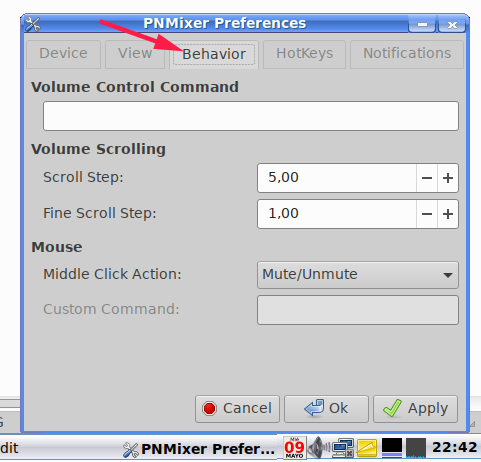 PNMixer Preferences
Device View Behavior HotKeys Notifications
Volume Control Command
Volume Scrolling
Scroll Step: 5,00
Fine Scroll Step: 1,00
Mouse
Middle Click Action: Mute/Unmute
Custom Command:
Cancel Ok Apply
dit PNMixer Prefer... 09 MAYO 22:42